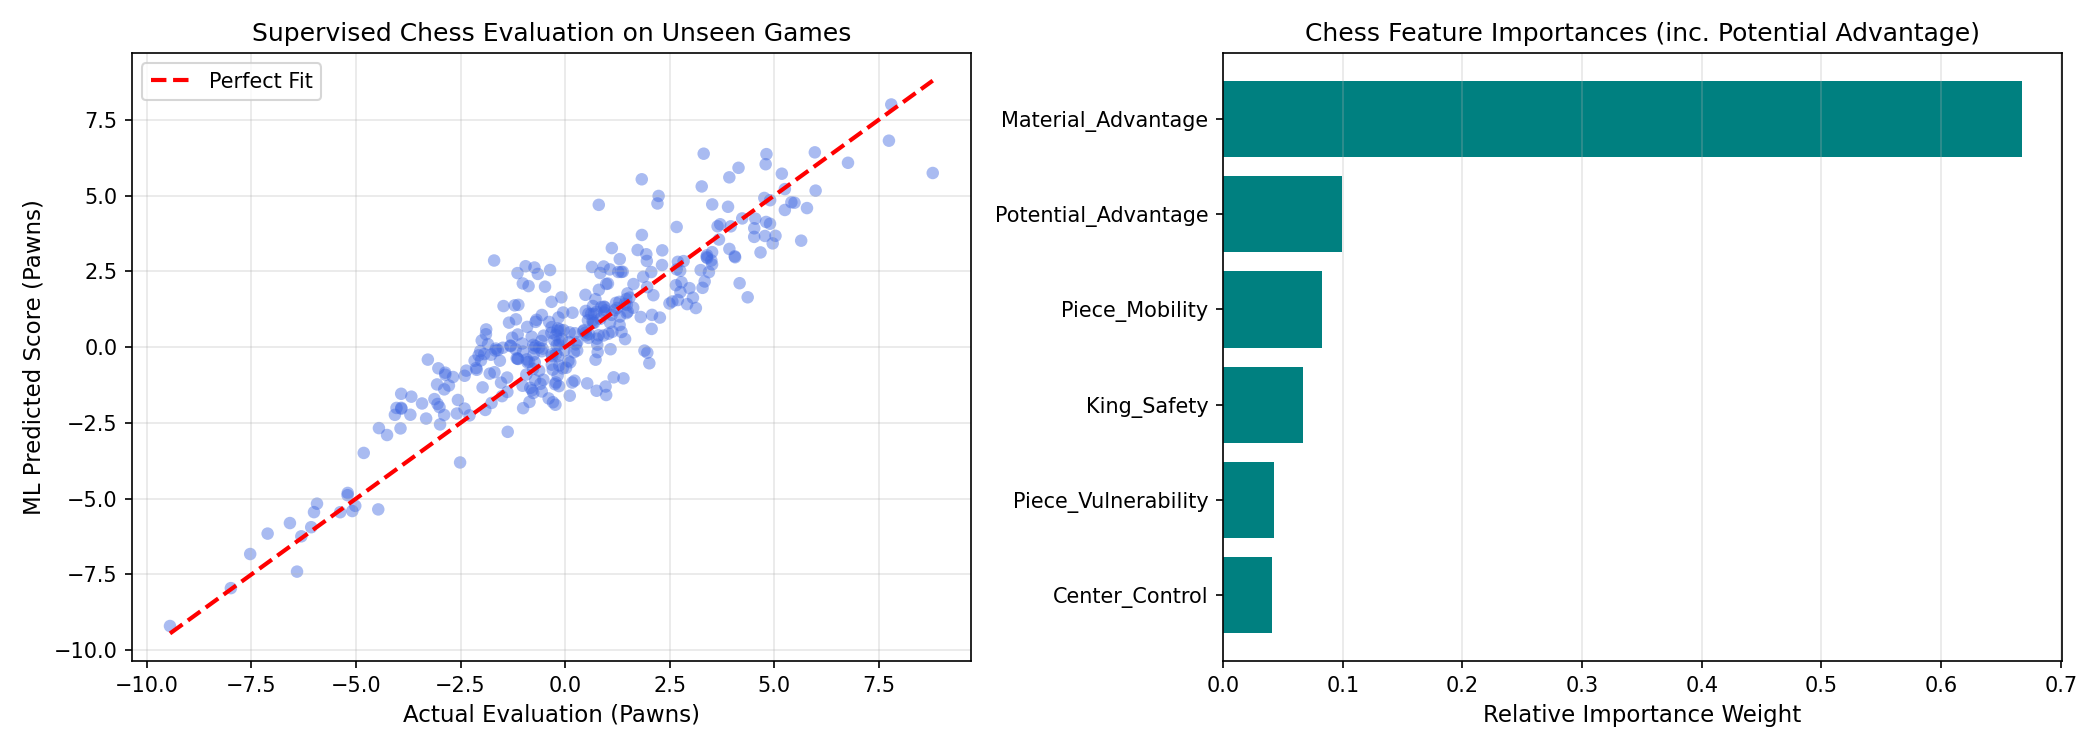 Supervised Chess Evaluation on Unseen Games
Perfect Fit
ML Predicted Score (Pawns)
7.5
5.0
2.5
0.0
−2.5
−5.0
−7.5
−10.0
−10.0 −7.5 −5.0 −2.5 0.0 2.5 5.0 7.5
Actual Evaluation (Pawns)
Chess Feature Importances (inc. Potential Advantage)
Material_Advantage
Potential_Advantage
Piece_Mobility
King_Safety
Piece_Vulnerability
Center_Control
0.0 0.1 0.2 0.3 0.4 0.5 0.6 0.7
Relative Importance Weight